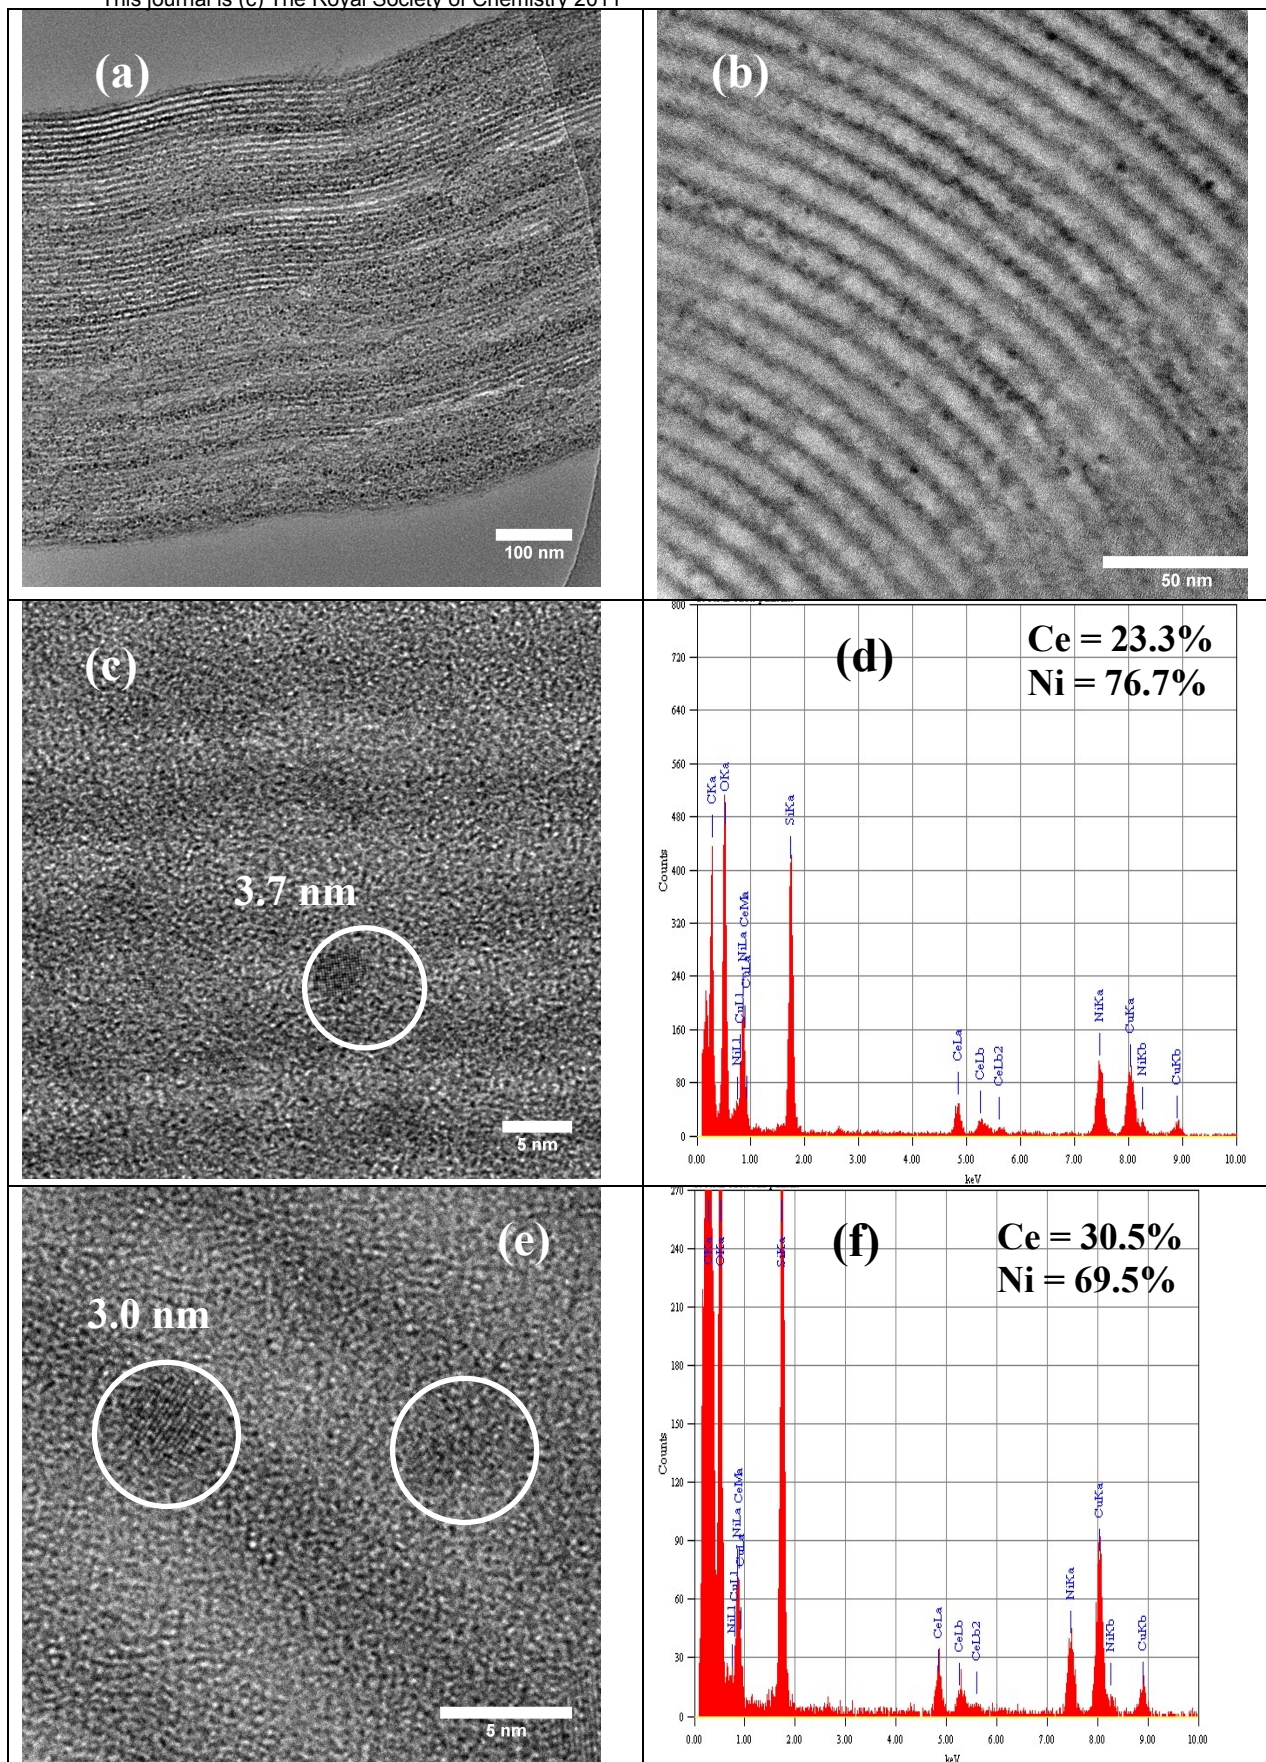 This journal is (c) The Royal Society of Chemistry 2011
(a)
100 nm
(b)
50 nm
(c)
3.7 nm
5 nm
(d)
Ce = 23.3%
Ni = 76.7%
800
720
640
560
480
400
320
240
160
80
0
Counts
CKa
OKa
NiLl
CuLl
NiLa CeMa
CuLa
SiKa
CeLa
CeLb
CeLb2
NiKa
CuKa
NiKb
CuKb
0.00 1.00 2.00 3.00 4.00 5.00 6.00 7.00 8.00 9.00 10.00
keV
(e)
3.0 nm
5 nm
(f)
Ce = 30.5%
Ni = 69.5%
270
240
210
180
150
120
90
60
30
0
Counts
CKa
OKa
NiLl CuLl
NiLa CeMa
CuLa
SiKa
CeLa
CeLb
CeLb2
NiKa
CuKa
NiKb
CuKb
0.00 1.00 2.00 3.00 4.00 5.00 6.00 7.00 8.00 9.00 10.00
keV